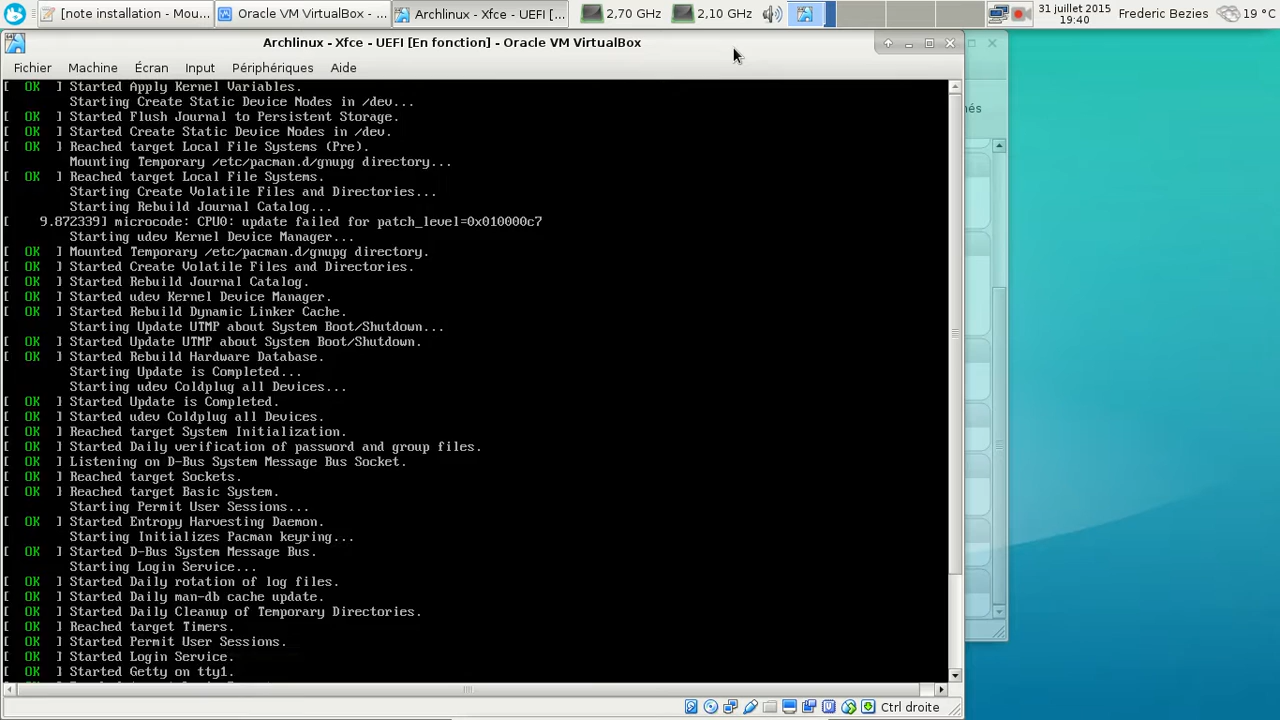 [note installation - Mou...
Oracle VM VirtualBox - ...
Archlinux - Xfce - UEFI [...
2,70 GHz
2,10 GHz
31 juillet 2015
19:40
Frederic Bezies
19 °C
Archlinux - Xfce - UEFI [En fonction] - Oracle VM VirtualBox
Fichier Machine Écran Input Périphériques Aide
[ OK ] Started Apply Kernel Variables.
Starting Create Static Device Nodes in /dev...
[ OK ] Started Flush Journal to Persistent Storage.
[ OK ] Started Create Static Device Nodes in /dev.
[ OK ] Reached target Local File Systems (Pre).
Mounting Temporary /etc/pacman.d/gnupg directory...
[ OK ] Reached target Local File Systems.
Starting Create Volatile Files and Directories...
Starting Rebuild Journal Catalog...
[ 9.872339] microcode: CPU0: update failed for patch_level=0x010000c7
Starting udev Kernel Device Manager...
[ OK ] Mounted Temporary /etc/pacman.d/gnupg directory.
[ OK ] Started Create Volatile Files and Directories.
[ OK ] Started Rebuild Journal Catalog.
[ OK ] Started udev Kernel Device Manager.
[ OK ] Started Rebuild Dynamic Linker Cache.
Starting Update UTMP about System Boot/Shutdown...
[ OK ] Started Update UTMP about System Boot/Shutdown.
[ OK ] Started Rebuild Hardware Database.
Starting Update is Completed...
Starting udev Coldplug all Devices...
[ OK ] Started Update is Completed.
[ OK ] Started udev Coldplug all Devices.
[ OK ] Reached target System Initialization.
[ OK ] Started Daily verification of password and group files.
[ OK ] Listening on D-Bus System Message Bus Socket.
[ OK ] Reached target Sockets.
[ OK ] Reached target Basic System.
Starting Permit User Sessions...
[ OK ] Started Entropy Harvesting Daemon.
Starting Initializes Pacman keyring...
[ OK ] Started D-Bus System Message Bus.
Starting Login Service...
[ OK ] Started Daily rotation of log files.
[ OK ] Started Daily man-db cache update.
[ OK ] Started Daily Cleanup of Temporary Directories.
[ OK ] Reached target Timers.
[ OK ] Started Permit User Sessions.
[ OK ] Started Login Service.
[ OK ] Started Getty on tty1.
Ctrl droite